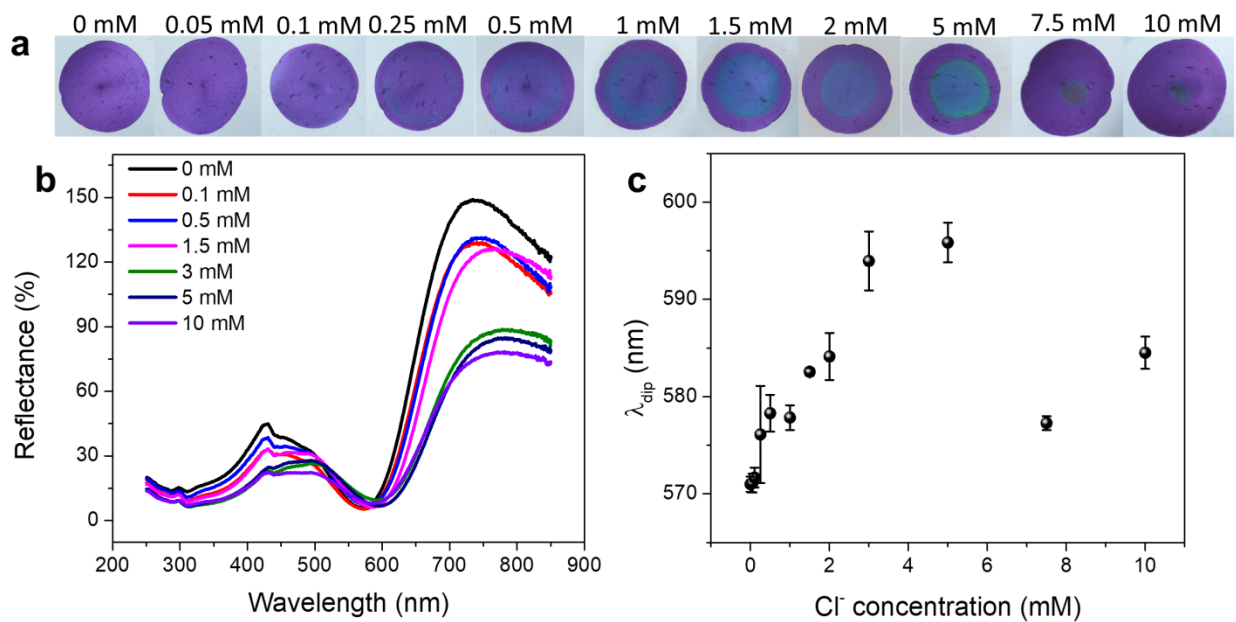 a
0 mM 0.05 mM 0.1 mM 0.25 mM 0.5 mM 1 mM 1.5 mM 2 mM 5 mM 7.5 mM 10 mM
b
0 mM
0.1 mM
0.5 mM
1.5 mM
3 mM
5 mM
10 mM
Reflectance (%)
150
120
90
60
30
0
200 300 400 500 600 700 800 900
Wavelength (nm)
c
λdip (nm)
600
590
580
570
0 2 4 6 8 10
Cl⁻ concentration (mM)